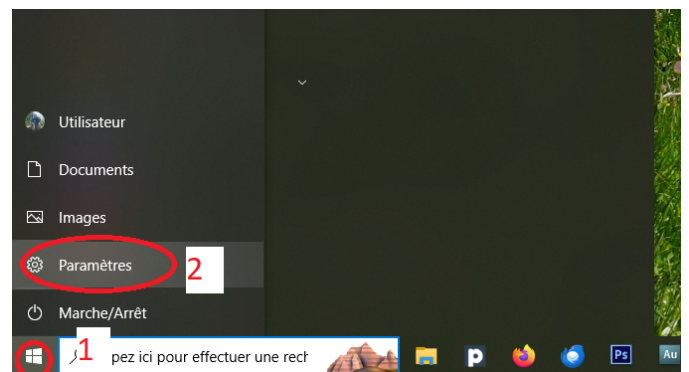 Utilisateur
Documents
Images
Paramètres
2
Marche/Arrêt
1
pez ici pour effectuer une rech
p
Ps
Au